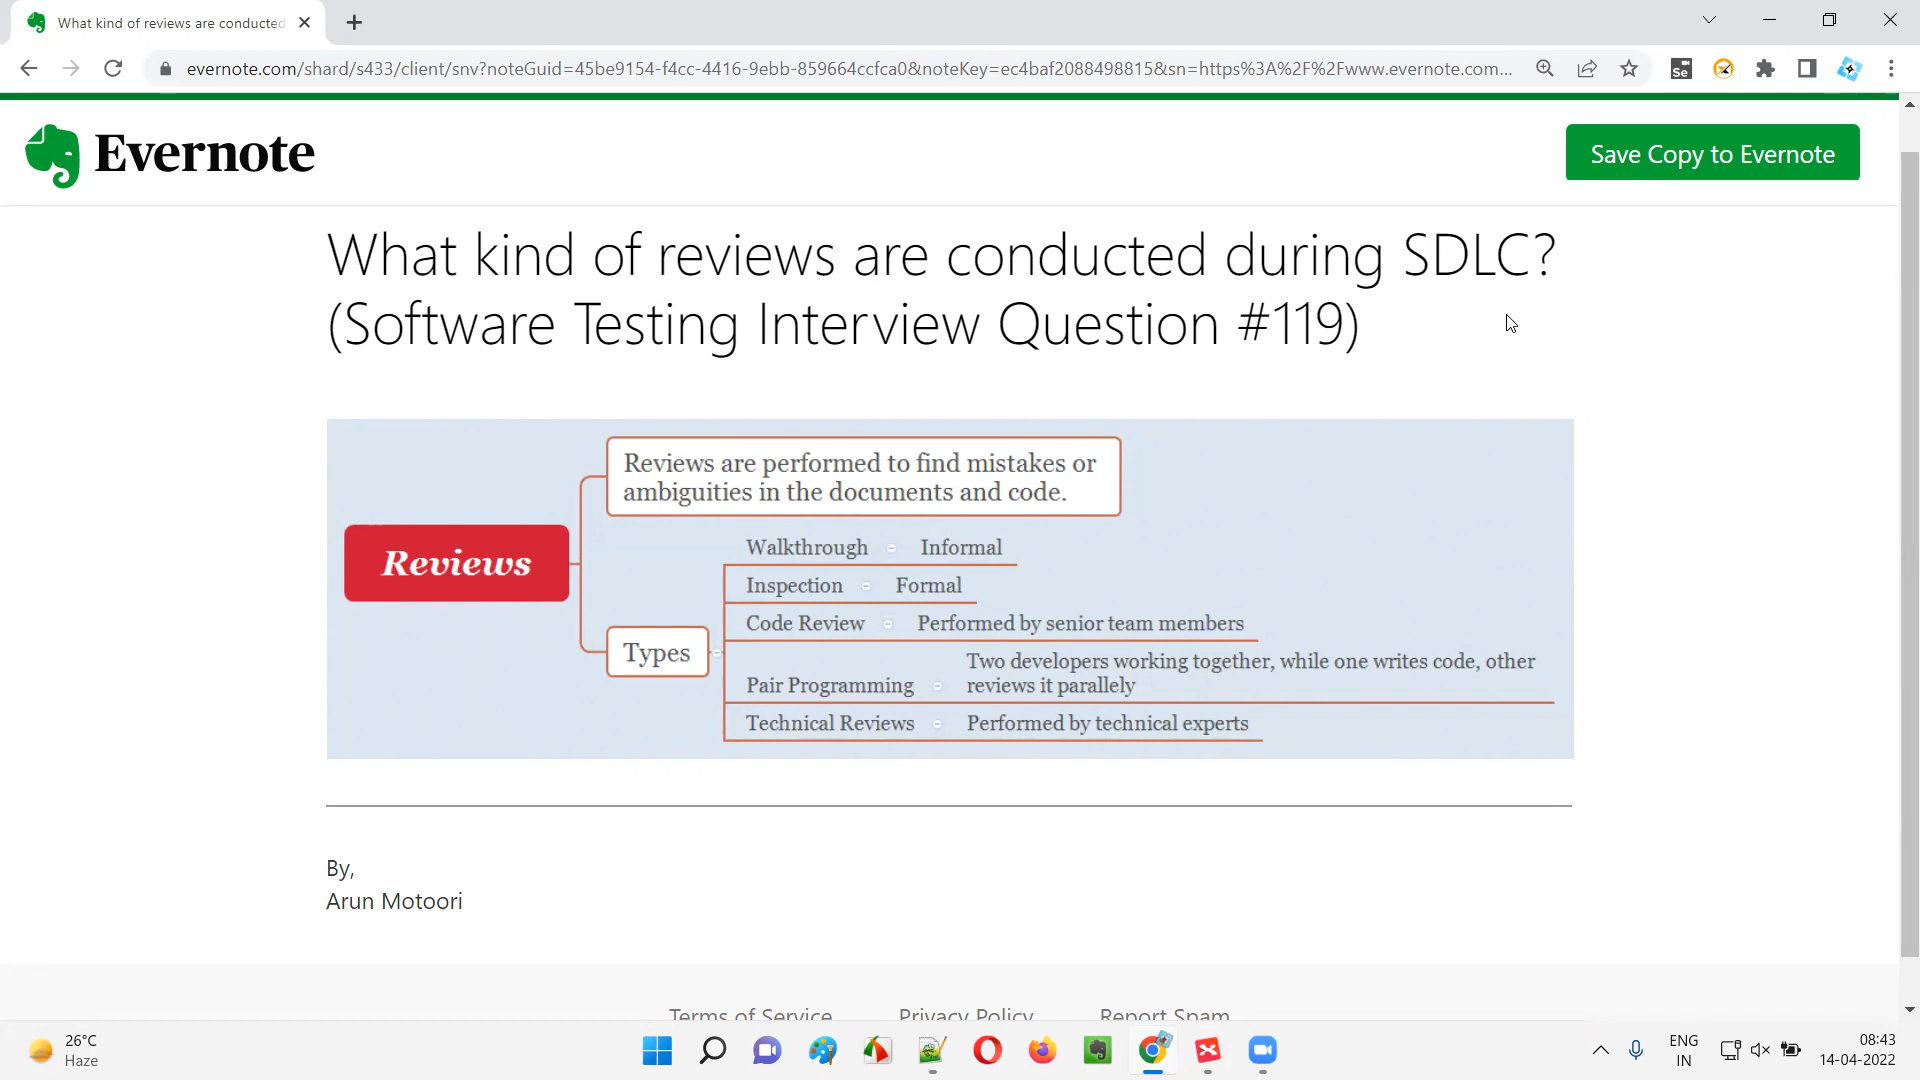 What kind of reviews are conducted
evernote.com/shard/s433/client/snv?noteGuid=45be9154-f4cc-4416-9ebb-859664ccfca0&noteKey=ec4baf2088498815&sn=https%3A%2F%2Fwww.evernote.com...
Se
Evernote
Save Copy to Evernote
What kind of reviews are conducted during SDLC?
(Software Testing Interview Question #119)
Reviews are performed to find mistakes or
ambiguities in the documents and code.
Reviews
Walkthrough Informal
Inspection Formal
Code Review Performed by senior team members
Types
Two developers working together, while one writes code, other
Pair Programming reviews it parallely
Technical Reviews Performed by technical experts
By,
Arun Motoori
Terms of Service Privacy Policy Report Spam
26°C
Haze
ENG
IN
08:43
14-04-2022